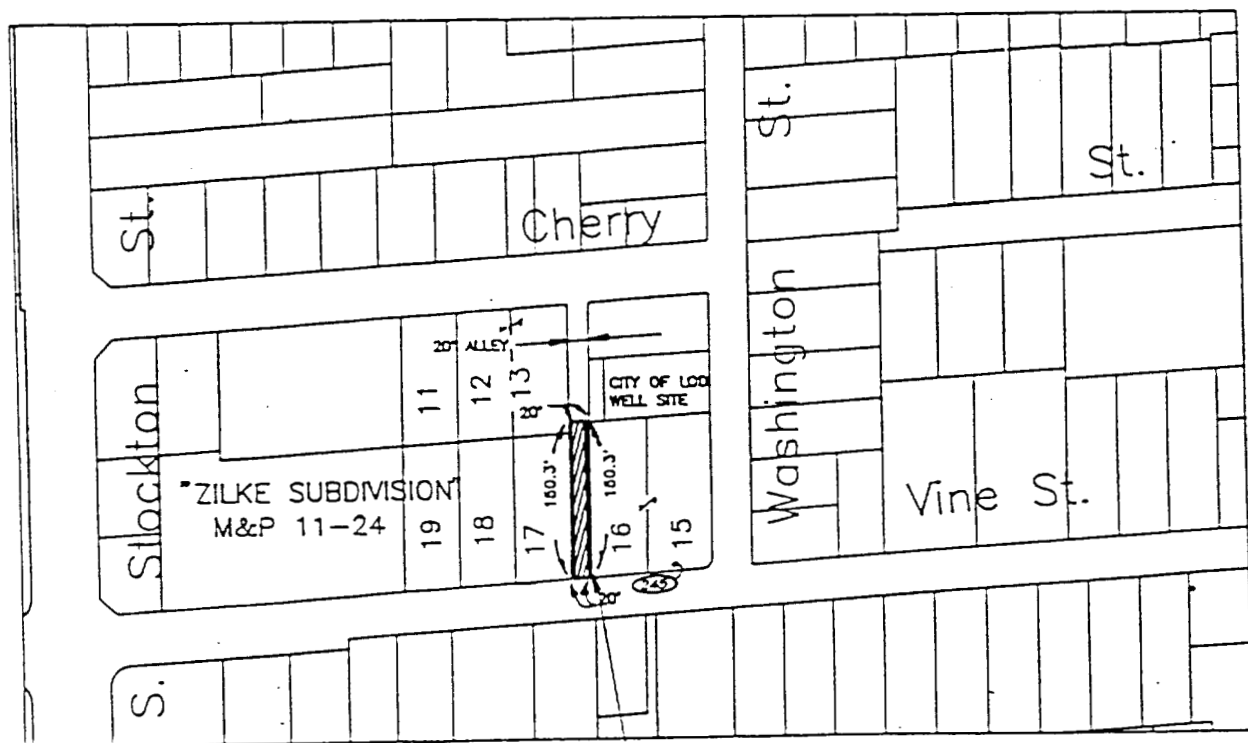 St.
St.
St.
Cherry
Washington
20' ALLEY
11
12
13
CITY OF LODI
WELL SITE
20'
Stockton
"ZILKE SUBDIVISION"
M&P 11-24
19
18
17
160.3'
160.3'
16
15
Vine St.
245
20'
S.